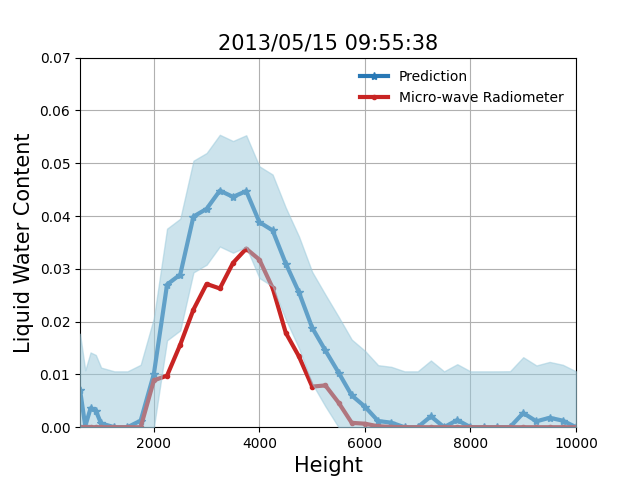 2013/05/15 09:55:38
Prediction
Micro-wave Radiometer
0.07
0.06
0.05
0.04
0.03
0.02
0.01
0.00
Liquid Water Content
2000 4000 6000 8000 10000
Height